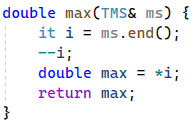 double max(TMS& ms) {
    it i = ms.end();
    --i;
    double max = *i;
    return max;
}